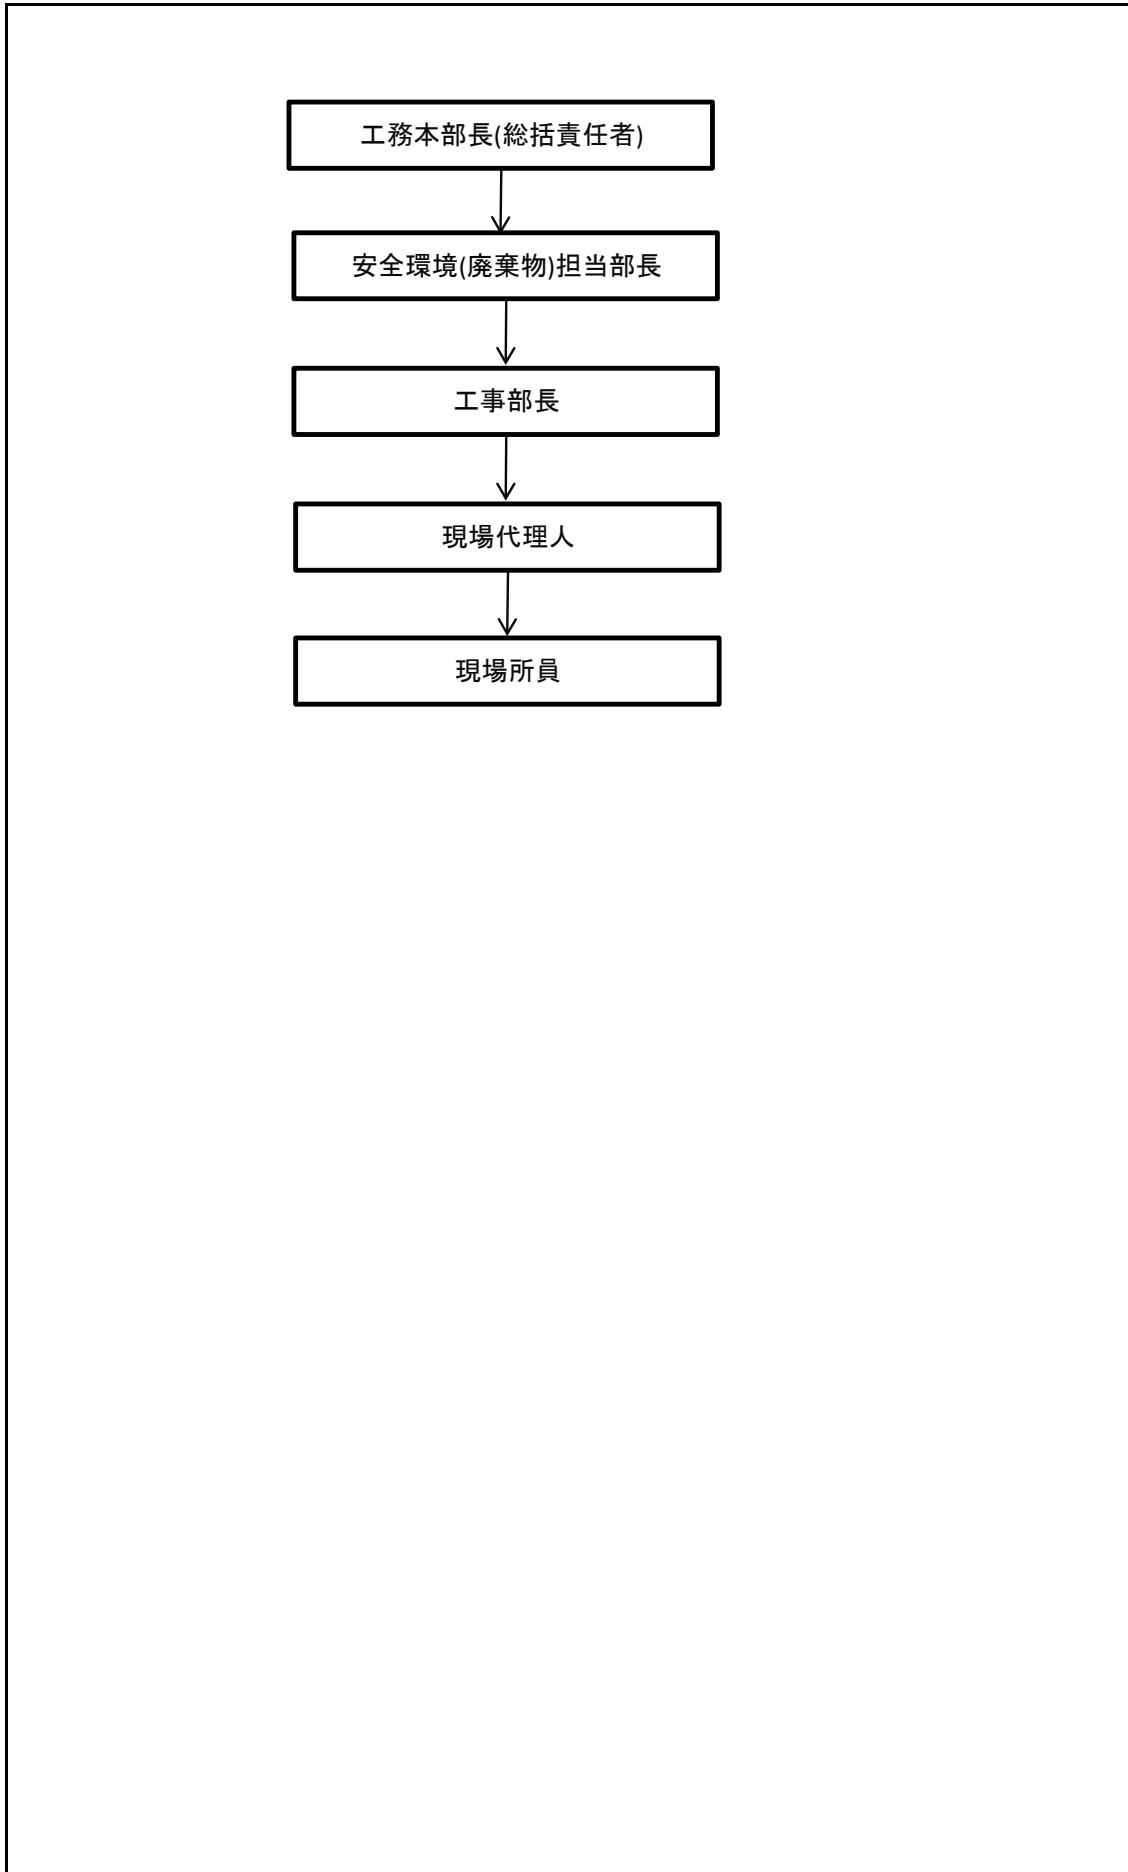 工務本部長(総括責任者)
安全環境(廃棄物)担当部長
工事部長
現場代理人
現場所員